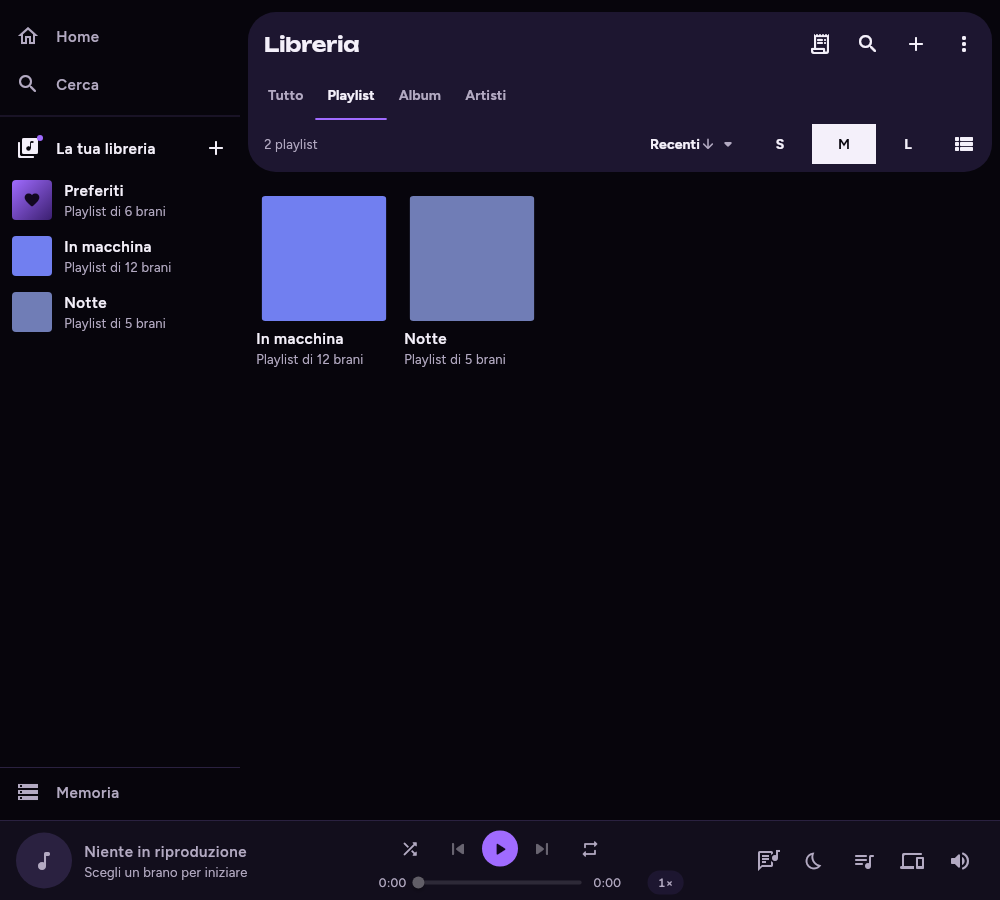 Home
Cerca
La tua libreria
Preferiti
Playlist di 6 brani
In macchina
Playlist di 12 brani
Notte
Playlist di 5 brani
Memoria
Libreria
Tutto Playlist Album Artisti
2 playlist Recenti S M L
In macchina
Playlist di 12 brani
Notte
Playlist di 5 brani
Niente in riproduzione
Scegli un brano per iniziare
0:00 0:00 1×